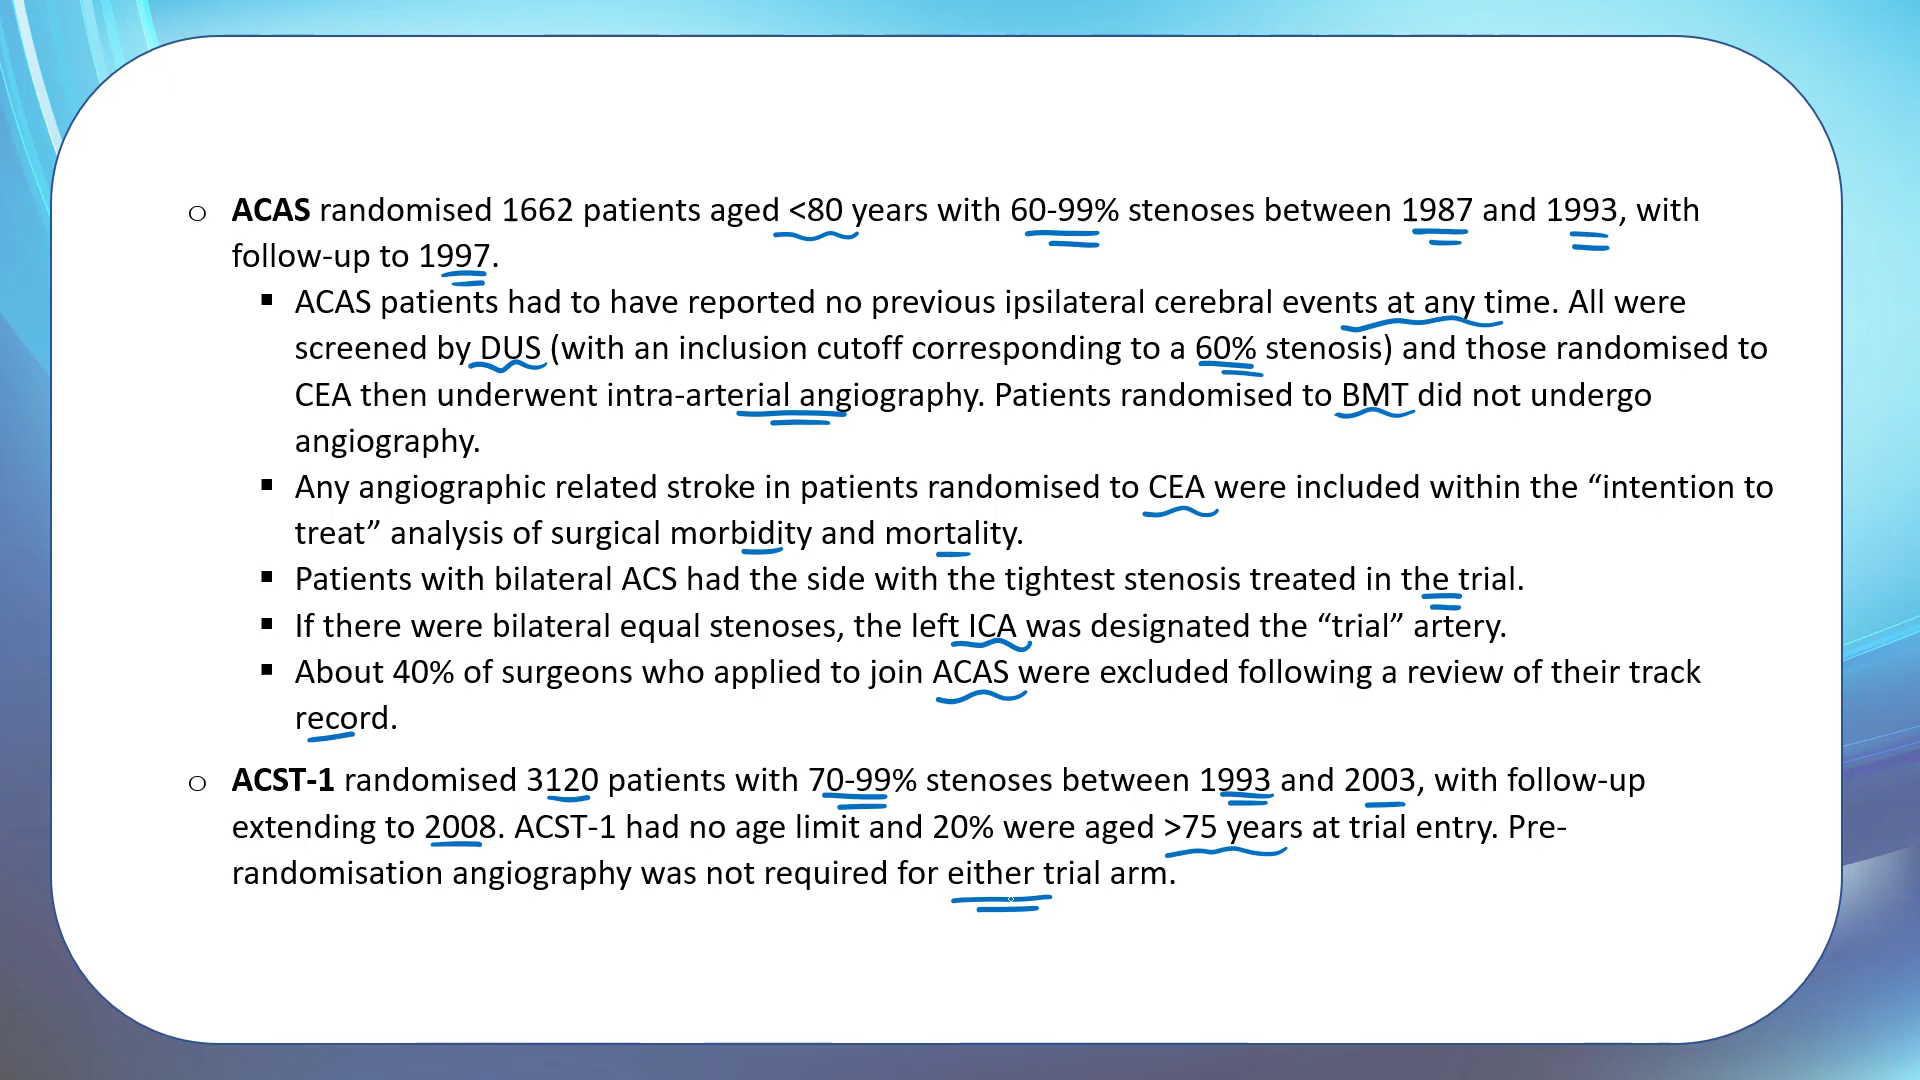 o ACAS randomised 1662 patients aged <80 years with 60-99% stenoses between 1987 and 1993, with
follow-up to 1997.
▪ ACAS patients had to have reported no previous ipsilateral cerebral events at any time. All were
screened by DUS (with an inclusion cutoff corresponding to a 60% stenosis) and those randomised to
CEA then underwent intra-arterial angiography. Patients randomised to BMT did not undergo
angiography.
▪ Any angiographic related stroke in patients randomised to CEA were included within the “intention to
treat” analysis of surgical morbidity and mortality.
▪ Patients with bilateral ACS had the side with the tightest stenosis treated in the trial.
▪ If there were bilateral equal stenoses, the left ICA was designated the “trial” artery.
▪ About 40% of surgeons who applied to join ACAS were excluded following a review of their track
record.
o ACST-1 randomised 3120 patients with 70-99% stenoses between 1993 and 2003, with follow-up
extending to 2008. ACST-1 had no age limit and 20% were aged >75 years at trial entry. Pre-
randomisation angiography was not required for either trial arm.